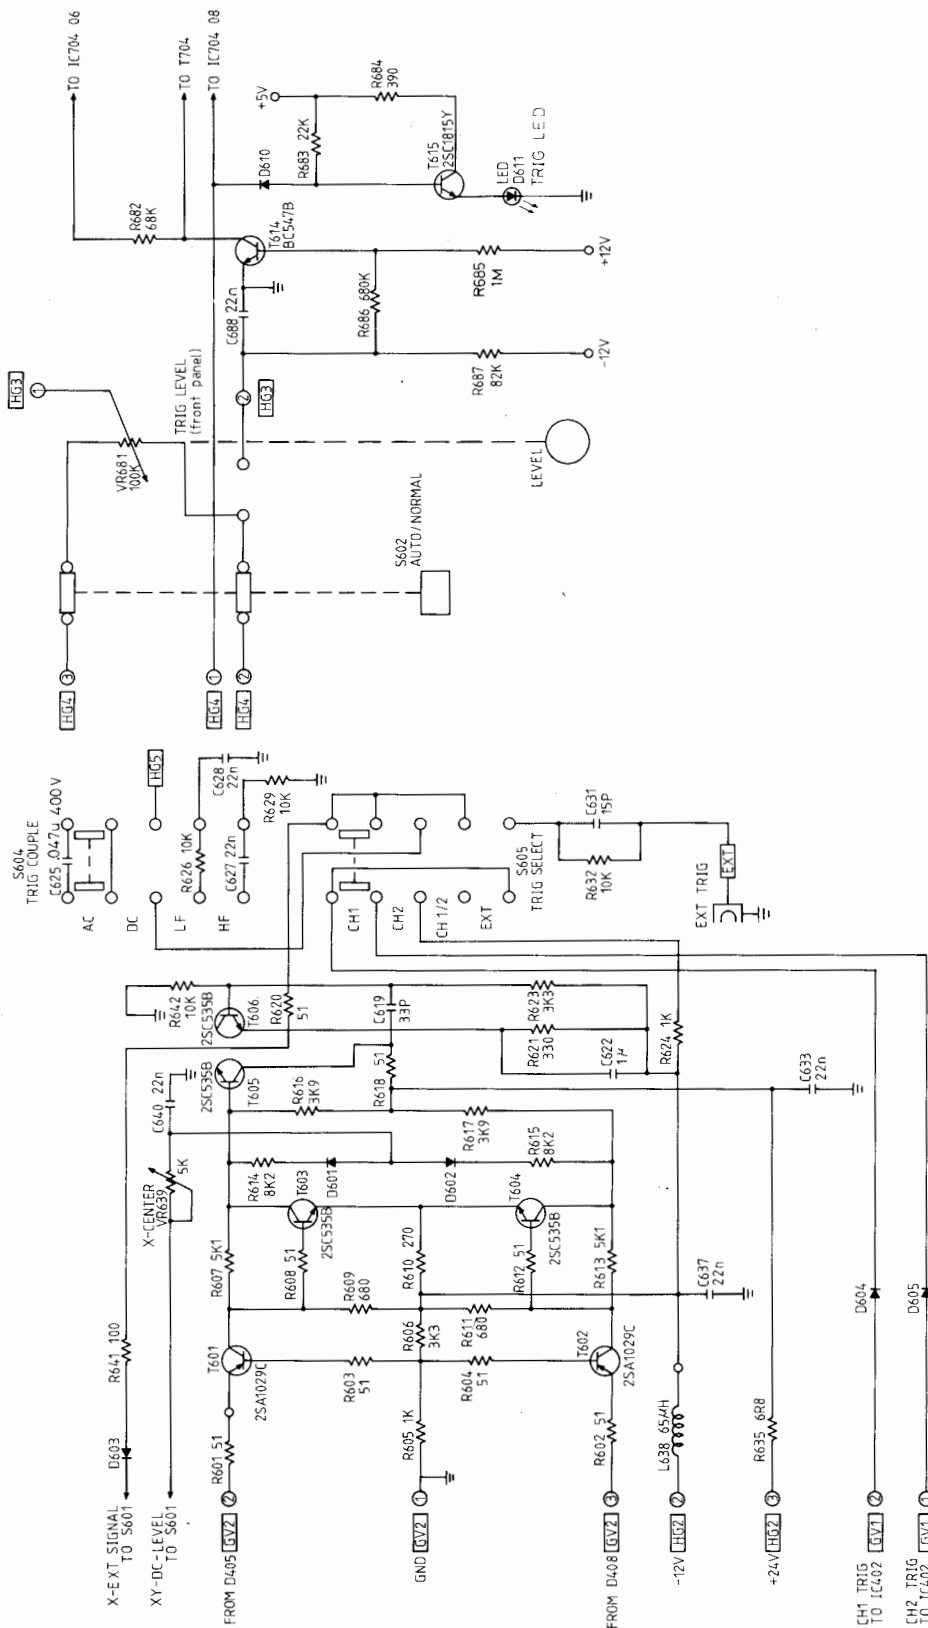 TO IC704 06
TO T704
TO IC704 08
+5V
R684
390
R683 22K
D610
T615
2SC1815Y
LED
D611
TRIG LED
R682
68K
T614
BC547B
C688 22n
R686 680K
R685
1M
+12V
R687
82K
-12V
HG3
1
TRIG LEVEL
(front panel)
2
HG3
VR681
100K
LEVEL
S602
AUTO/NORMAL
HG4 3
HG4 1
HG4 2
S604
TRIG COUPLE
C625 .047u 400V
AC
DC
LF
HF
HG5
R626 10K
C627 22n
C628
22n
R629
10K
CH1
CH2
CH1/2
EXT
S605
TRIG SELECT
C631
15P
R632
10K
EXT TRIG
EXT
R642
10K
2SC535B
T606
R620
51
C619
33P
R623
3K3
R621
330
C622
1µ
R624 1K
C640 22n
2SC535B
T605
R616
3K9
R618 51
R617
3K9
C633
22n
X-CENTER
VR639
5K
R614
8K2
D601
D602
R615
8K2
T603
2SC535B
T604
2SC535B
R607 5K1
R608 51
R609
680
R610 270
R612 51
R613 5K1
R606
3K3
R611
680
C637
22n
R641 100
T601
2SA1029C
R603
51
R604
51
T602
2SA1029C
D604
D605
D603
R601 51
R605 1K
R602 51
L638 65µH
R635 6R8
X-EXT SIGNAL
TO S601
XY-DC-LEVEL
TO S601
FROM D405 GV2 2
GND GV2 1
FROM D408 GV2 3
-12V HG2 2
+24V HG2 3
CH1 TRIG
TO IC402 GV1 2
CH2 TRIG
TO IC402 GV1 1